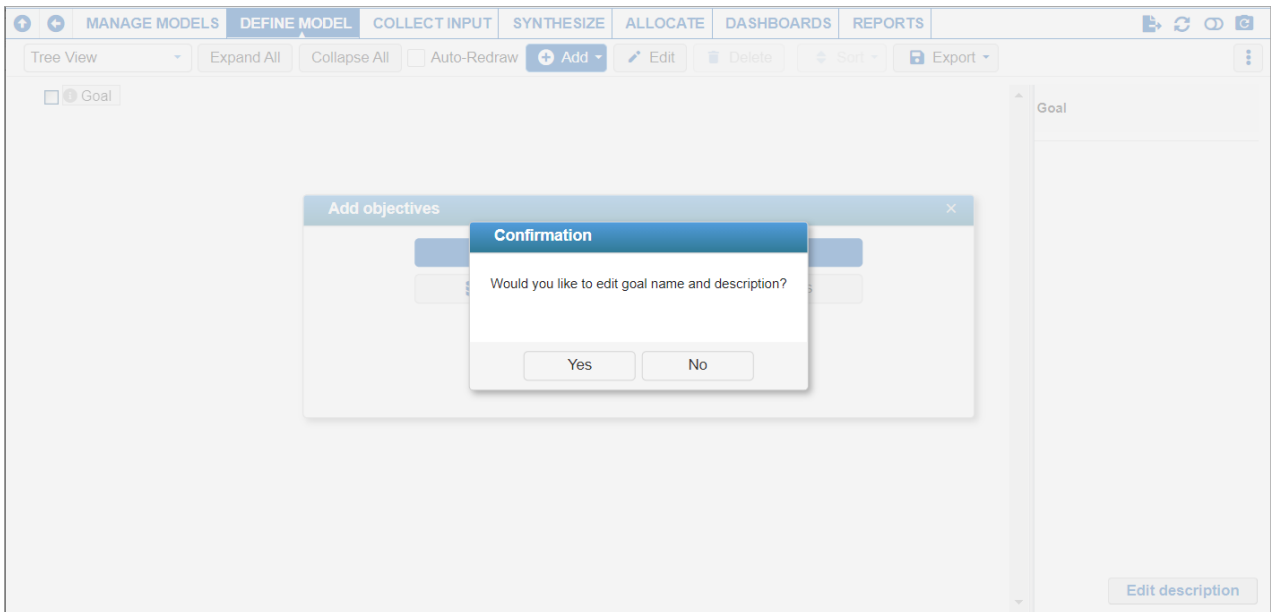 MANAGE MODELS DEFINE MODEL COLLECT INPUT SYNTHESIZE ALLOCATE DASHBOARDS REPORTS
Tree View Expand All Collapse All Auto-Redraw Add Edit Delete Sort Export
Goal
Goal
Add objectives
Confirmation
Would you like to edit goal name and description?
Yes No
Edit description